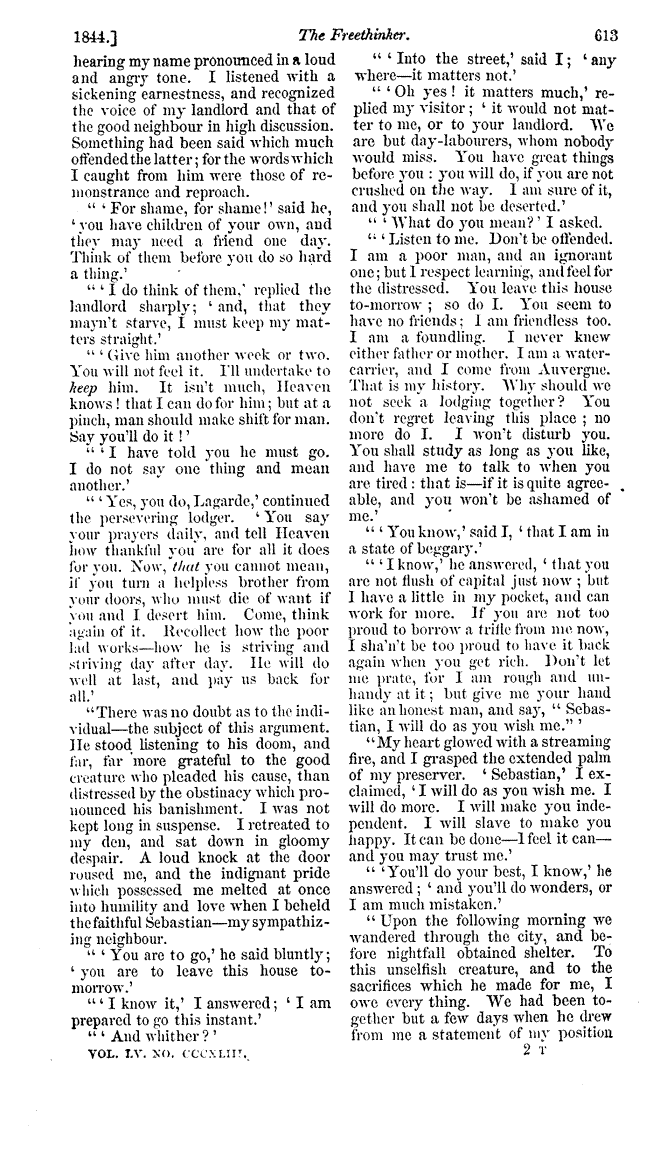 1844.] The Freethinker. 613
hearing my name pronounced in a loud
and angry tone. I listened with a
sickening earnestness, and recognized
the voice of my landlord and that of
the good neighbour in high discussion.
Something had been said which much
offended the latter; for the words which
I caught from him were those of re-
monstrance and reproach.
“ ‘ For shame, for shame!’ said he,
‘ you have children of your own, and
they may need a friend one day.
Think of them before you do so hard
a thing.’
“ ‘ I do think of them,’ replied the
landlord sharply; ‘ and, that they
mayn't starve, I must keep my mat-
ters straight.’
“ ‘ Give him another week or two.
You will not feel it. I'll undertake to
keep him. It isn't much, Heaven
knows! that I can do for him; but at a
pinch, man should make shift for man.
Say you'll do it !’
“ ‘ I have told you he must go.
I do not say one thing and mean
another.’
“ ‘ Yes, you do, Lagarde,’ continued
the persevering lodger. ‘ You say
your prayers daily, and tell Heaven
how thankful you are for all it does
for you. Now, that you cannot mean,
if you turn a helpless brother from
your doors, who must die of want if
you and I desert him. Come, think
again of it. Recollect how the poor
lad works—how he is striving and
striving day after day. He will do
well at last, and pay us back for
all.’
“There was no doubt as to the indi-
vidual—the subject of this argument.
He stood listening to his doom, and
far, far more grateful to the good
creature who pleaded his cause, than
distressed by the obstinacy which pro-
nounced his banishment. I was not
kept long in suspense. I retreated to
my den, and sat down in gloomy
despair. A loud knock at the door
roused me, and the indignant pride
which possessed me melted at once
into humility and love when I beheld
the faithful Sebastian—my sympathiz-
ing neighbour.
“ ‘ You are to go,’ he said bluntly;
‘ you are to leave this house to-
morrow.’
“ ‘ I know it,’ I answered; ‘ I am
prepared to go this instant.’
“ ‘ And whither?’
VOL. LV. NO. CCCXLIII.
“ ‘ Into the street,’ said I; ‘ any
where—it matters not.’
“ ‘ Oh yes! it matters much,’ re-
plied my visitor; ‘ it would not mat-
ter to me, or to your landlord. We
are but day-labourers, whom nobody
would miss. You have great things
before you : you will do, if you are not
crushed on the way. I am sure of it,
and you shall not be deserted.’
“ ‘ What do you mean?’ I asked.
“ ‘ Listen to me. Don't be offended.
I am a poor man, and an ignorant
one; but I respect learning, and feel for
the distressed. You leave this house
to-morrow ; so do I. You seem to
have no friends; I am friendless too.
I am a foundling. I never knew
either father or mother. I am a water-
carrier, and I come from Auvergne.
That is my history. Why should we
not seek a lodging together? You
don't regret leaving this place ; no
more do I. I won't disturb you.
You shall study as long as you like,
and have me to talk to when you
are tired : that is—if it is quite agree-
able, and you won't be ashamed of
me.’
“ ‘ You know,’ said I, ‘ that I am in
a state of beggary.’
“ ‘ I know,’ he answered, ‘ that you
are not flush of capital just now ; but
I have a little in my pocket, and can
work for more. If you are not too
proud to borrow a trifle from me now,
I sha'n't be too proud to have it back
again when you get rich. Don't let
me prate, for I am rough and un-
handy at it ; but give me your hand
like an honest man, and say, “ Sebas-
tian, I will do as you wish me.” ’
“My heart glowed with a streaming
fire, and I grasped the extended palm
of my preserver. ‘ Sebastian,’ I ex-
claimed, ‘ I will do as you wish me. I
will do more. I will make you inde-
pendent. I will slave to make you
happy. It can be done—I feel it can—
and you may trust me.’
“ ‘ You'll do your best, I know,’ he
answered ; ‘ and you'll do wonders, or
I am much mistaken.’
“ Upon the following morning we
wandered through the city, and be-
fore nightfall obtained shelter. To
this unselfish creature, and to the
sacrifices which he made for me, I
owe every thing. We had been to-
gether but a few days when he drew
from me a statement of my position
2 T